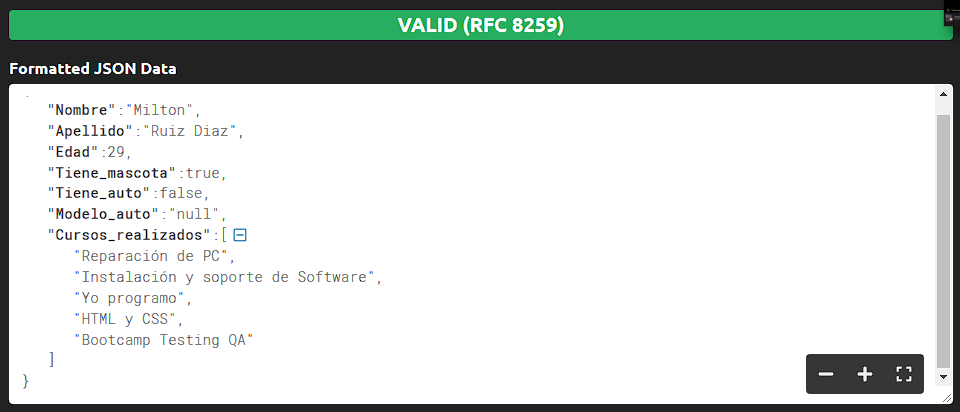 VALID (RFC 8259)
Formatted JSON Data
"Nombre":"Milton",
"Apellido":"Ruiz Diaz",
"Edad":29,
"Tiene_mascota":true,
"Tiene_auto":false,
"Modelo_auto":"null",
"Cursos_realizados":[
"Reparación de PC",
"Instalación y soporte de Software",
"Yo programo",
"HTML y CSS",
"Bootcamp Testing QA"
]
}